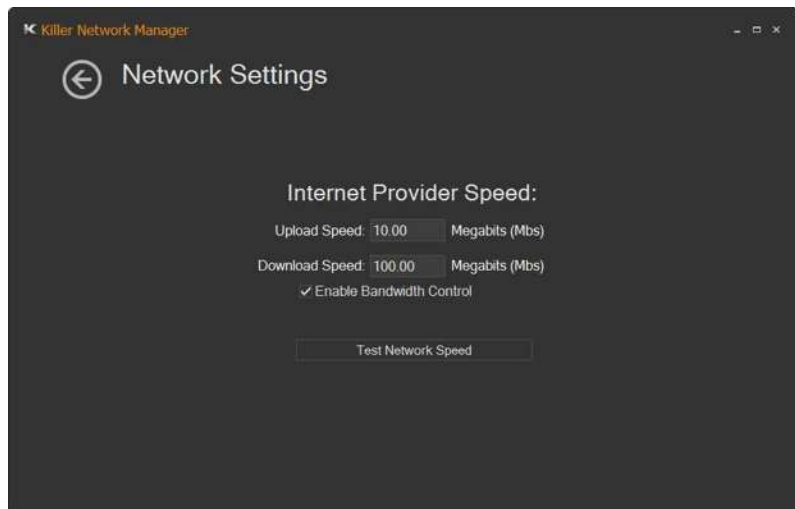 Killer Network Manager
Network Settings
Internet Provider Speed:
Upload Speed: 10.00 Megabits (Mbs)
Download Speed: 100.00 Megabits (Mbs)
Enable Bandwidth Control
Test Network Speed